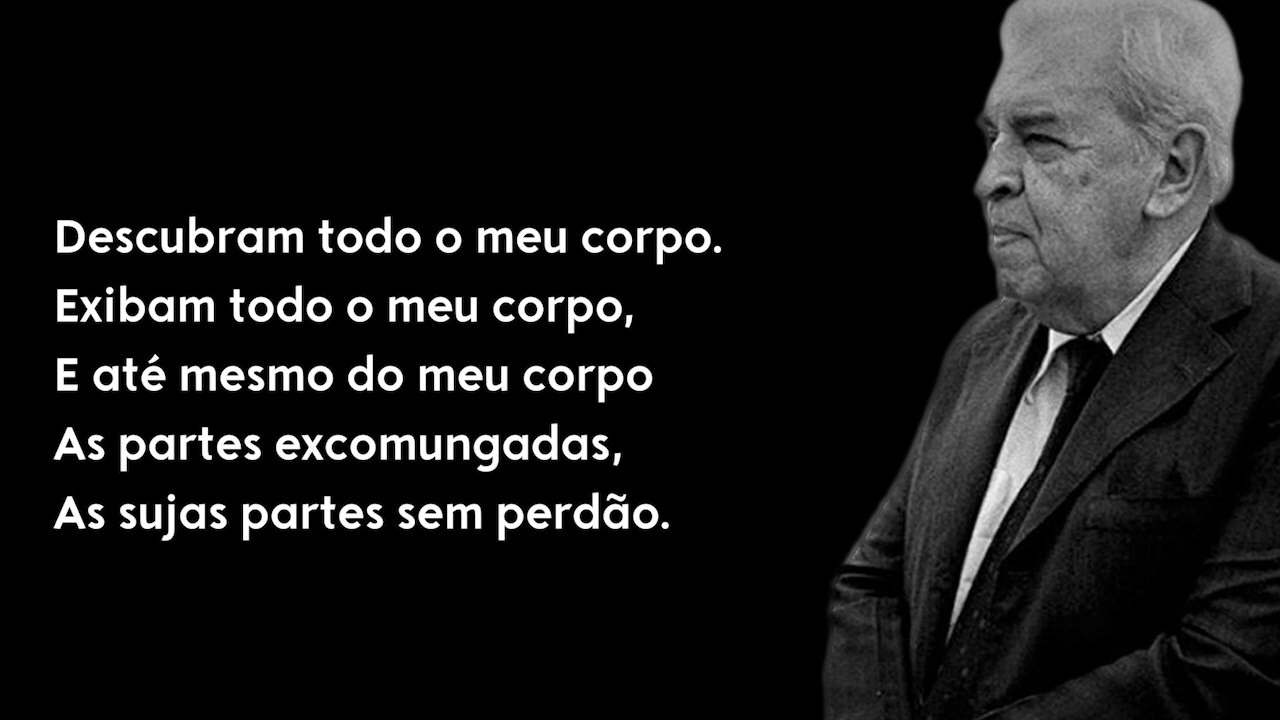 Descubram todo o meu corpo.
Exibam todo o meu corpo,
E até mesmo do meu corpo
As partes excomungadas,
As sujas partes sem perdão.